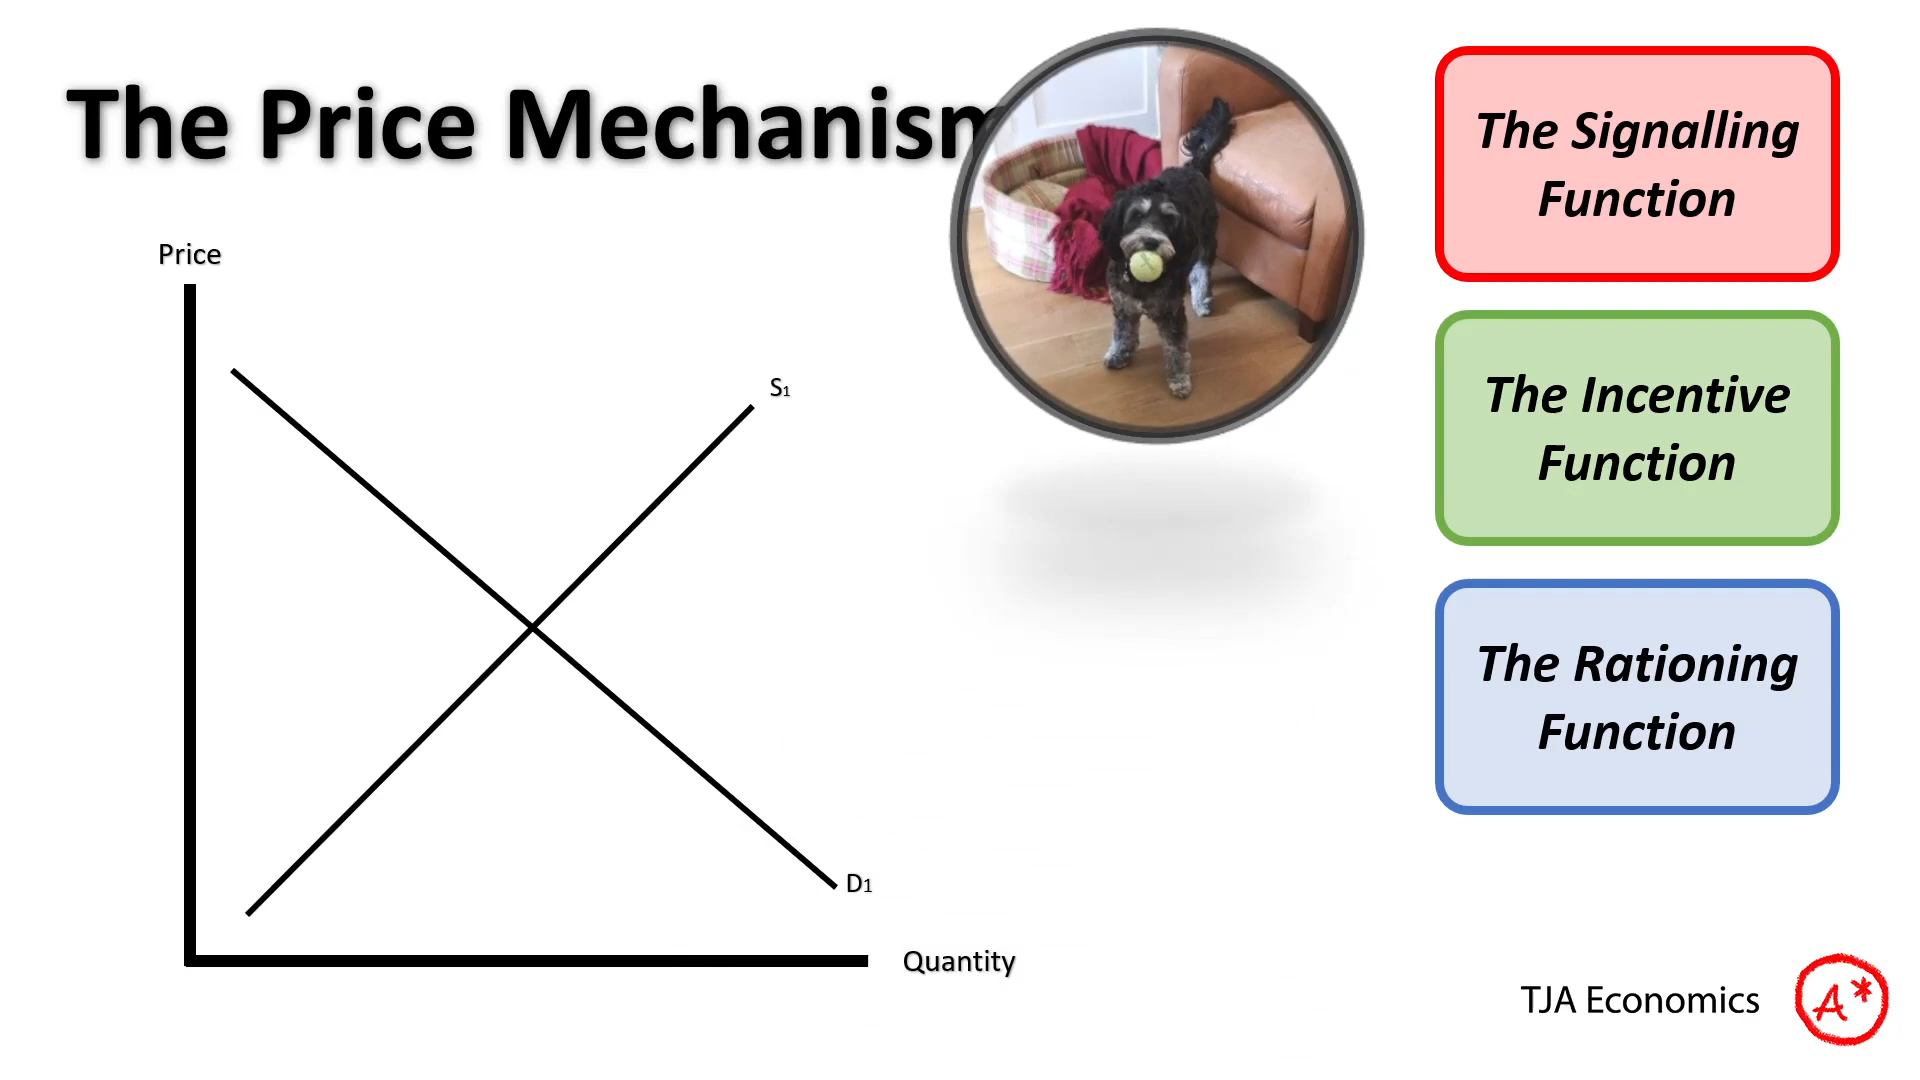 The Price Mechanism
Price
S1
D1
Quantity
The Signalling
Function
The Incentive
Function
The Rationing
Function
TJA Economics
A*